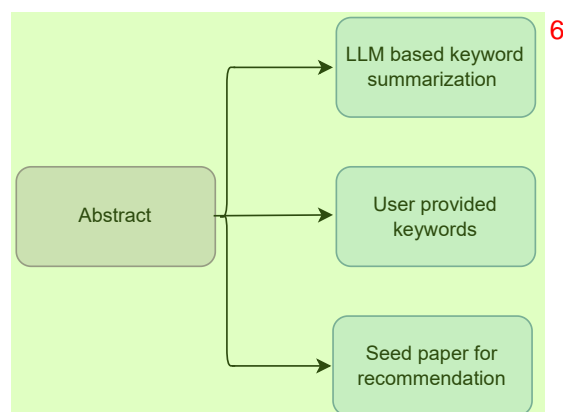 6
LLM based keyword
summarization
Abstract
User provided
keywords
Seed paper for
recommendation